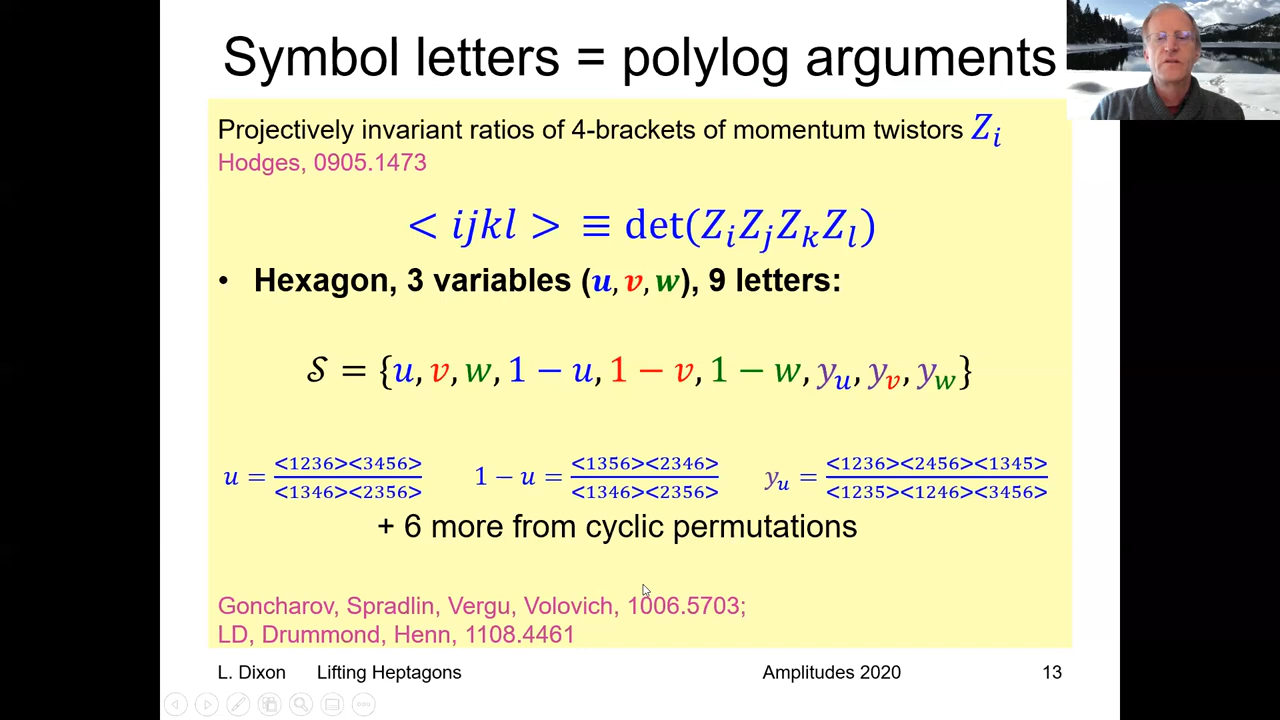 Symbol letters = polylog arguments
Projectively invariant ratios of 4-brackets of momentum twistors Z_i
Hodges, 0905.1473
< ijkl > ≡ det(Z_i Z_j Z_k Z_l)
• Hexagon, 3 variables (u, v, w), 9 letters:
𝒮 = {u, v, w, 1 − u, 1 − v, 1 − w, y_u, y_v, y_w}
u = <1236><3456> / <1346><2356> 1 − u = <1356><2346> / <1346><2356> y_u = <1236><2456><1345> / <1235><1246><3456>
+ 6 more from cyclic permutations
Goncharov, Spradlin, Vergu, Volovich, 1006.5703;
LD, Drummond, Henn, 1108.4461
L. Dixon Lifting Heptagons Amplitudes 2020 13